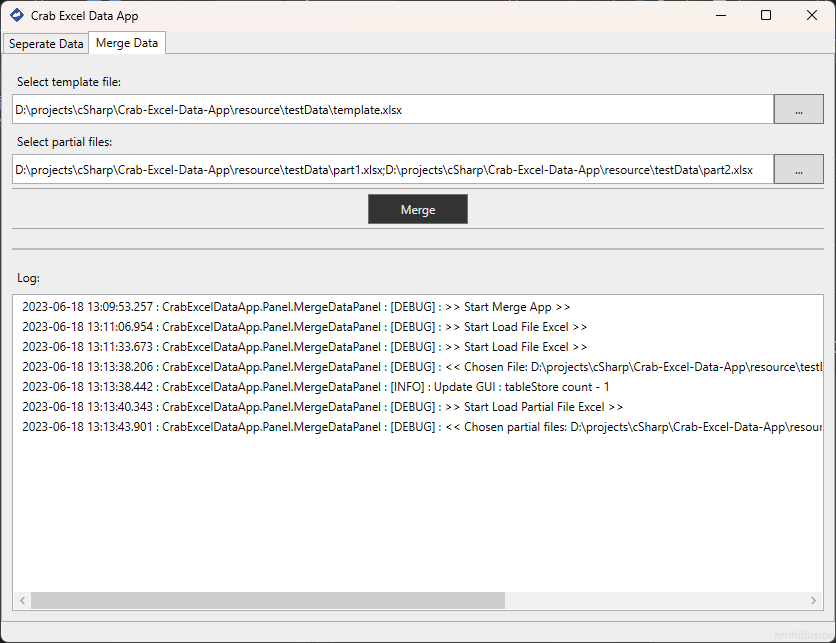 Crab Excel Data App
Seperate Data
Merge Data
Select template file:
D:\projects\cSharp\Crab-Excel-Data-App\resource\testData\template.xlsx
...
Select partial files:
D:\projects\cSharp\Crab-Excel-Data-App\resource\testData\part1.xlsx;D:\projects\cSharp\Crab-Excel-Data-App\resource\testData\part2.xlsx
...
Merge
Log:
2023-06-18 13:09:53.257 : CrabExcelDataApp.Panel.MergeDataPanel : [DEBUG] : >> Start Merge App >>
2023-06-18 13:11:06.954 : CrabExcelDataApp.Panel.MergeDataPanel : [DEBUG] : >> Start Load File Excel >>
2023-06-18 13:11:33.673 : CrabExcelDataApp.Panel.MergeDataPanel : [DEBUG] : >> Start Load File Excel >>
2023-06-18 13:13:38.206 : CrabExcelDataApp.Panel.MergeDataPanel : [DEBUG] : << Chosen File: D:\projects\cSharp\Crab-Excel-Data-App\resource\test
2023-06-18 13:13:38.442 : CrabExcelDataApp.Panel.MergeDataPanel : [INFO] : Update GUI : tableStore count - 1
2023-06-18 13:13:40.343 : CrabExcelDataApp.Panel.MergeDataPanel : [DEBUG] : >> Start Load Partial File Excel >>
2023-06-18 13:13:43.901 : CrabExcelDataApp.Panel.MergeDataPanel : [DEBUG] : << Chosen partial files: D:\projects\cSharp\Crab-Excel-Data-App\resour